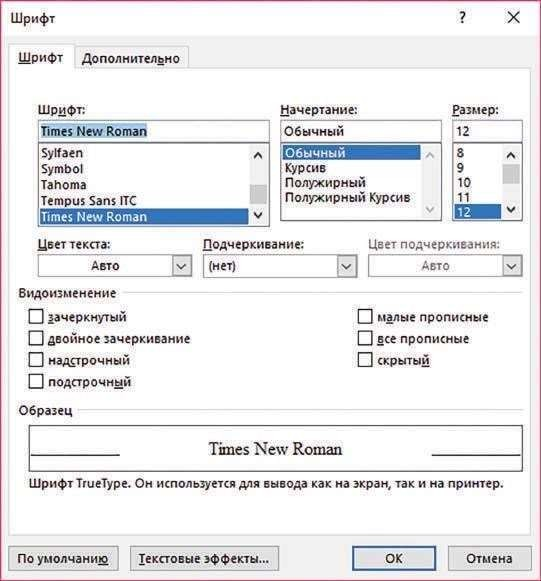 Шрифт ? ×
Шрифт Дополнительно
Шрифт: Начертание: Размер:
Times New Roman Обычный 12
Sylfaen Обычный 8
Symbol Курсив 9
Tahoma Полужирный 10
Tempus Sans ITC Полужирный Курсив 11
Times New Roman 12
Цвет текста: Подчеркивание: Цвет подчеркивания:
Авто (нет) Авто
Видоизменение
зачеркнутый малые прописные
двойное зачеркивание все прописные
надстрочный скрытый
подстрочный
Образец
Times New Roman
Шрифт TrueType. Он используется для вывода как на экран, так и на принтер.
По умолчанию Текстовые эффекты... ОК Отмена